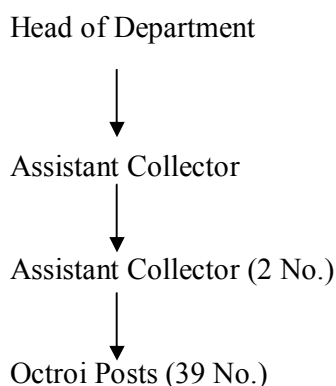 Head of Department
Assistant Collector
Assistant Collector (2 No.)
Octroi Posts (39 No.)